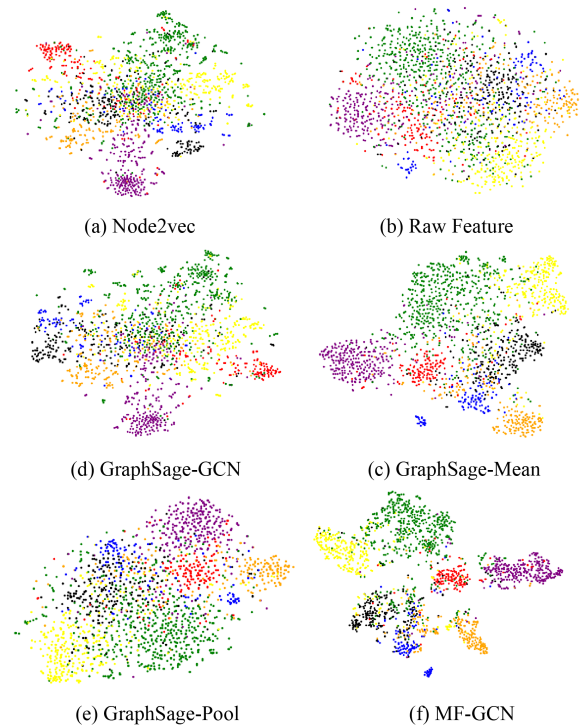 (a) Node2vec
(b) Raw Feature
(d) GraphSage-GCN
(c) GraphSage-Mean
(e) GraphSage-Pool
(f) MF-GCN